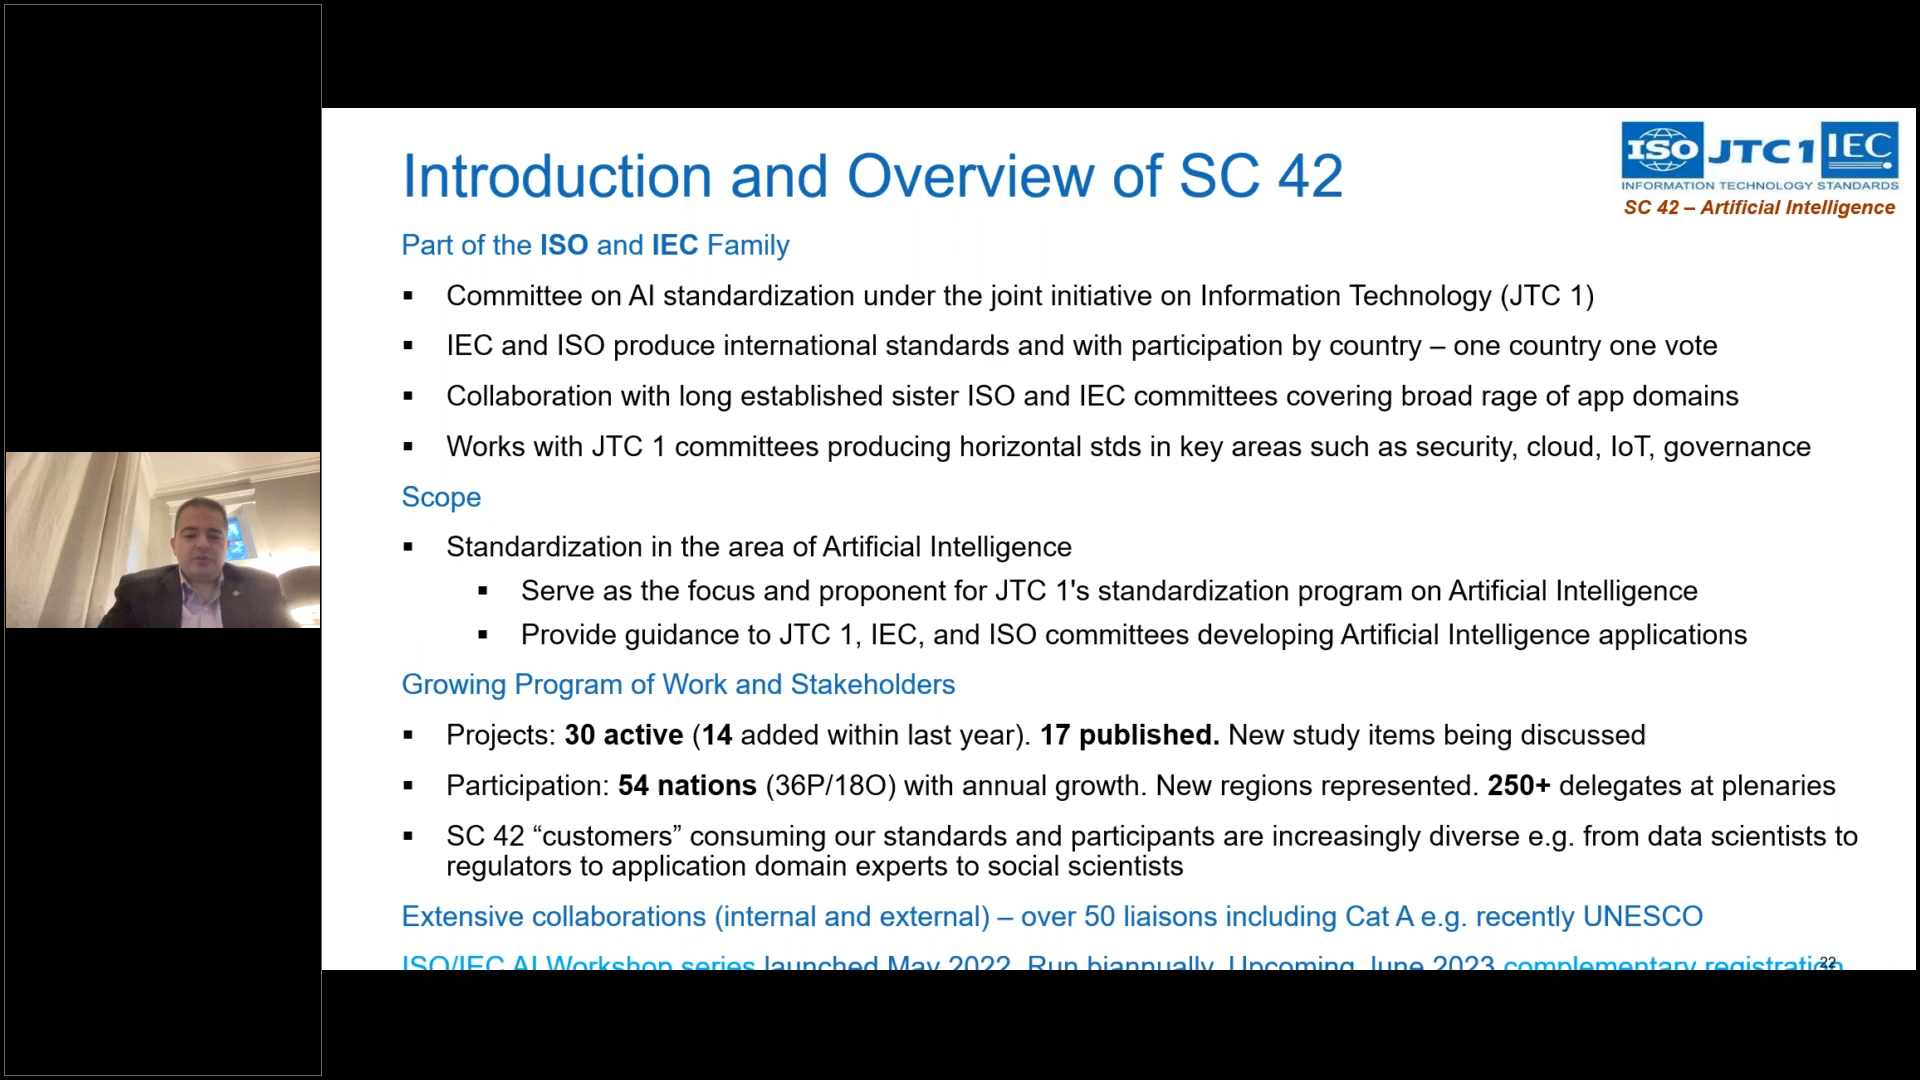 ISO JTC 1 IEC
INFORMATION TECHNOLOGY STANDARDS
SC 42 – Artificial Intelligence
Introduction and Overview of SC 42
Part of the ISO and IEC Family
▪ Committee on AI standardization under the joint initiative on Information Technology (JTC 1)
▪ IEC and ISO produce international standards and with participation by country – one country one vote
▪ Collaboration with long established sister ISO and IEC committees covering broad rage of app domains
▪ Works with JTC 1 committees producing horizontal stds in key areas such as security, cloud, IoT, governance
Scope
▪ Standardization in the area of Artificial Intelligence
▪ Serve as the focus and proponent for JTC 1's standardization program on Artificial Intelligence
▪ Provide guidance to JTC 1, IEC, and ISO committees developing Artificial Intelligence applications
Growing Program of Work and Stakeholders
▪ Projects: 30 active (14 added within last year). 17 published. New study items being discussed
▪ Participation: 54 nations (36P/18O) with annual growth. New regions represented. 250+ delegates at plenaries
▪ SC 42 “customers” consuming our standards and participants are increasingly diverse e.g. from data scientists to
regulators to application domain experts to social scientists
Extensive collaborations (internal and external) – over 50 liaisons including Cat A e.g. recently UNESCO
ISO/IEC AI Workshop series launched May 2022. Run biannually. Upcoming June 2023 complementary registration
22